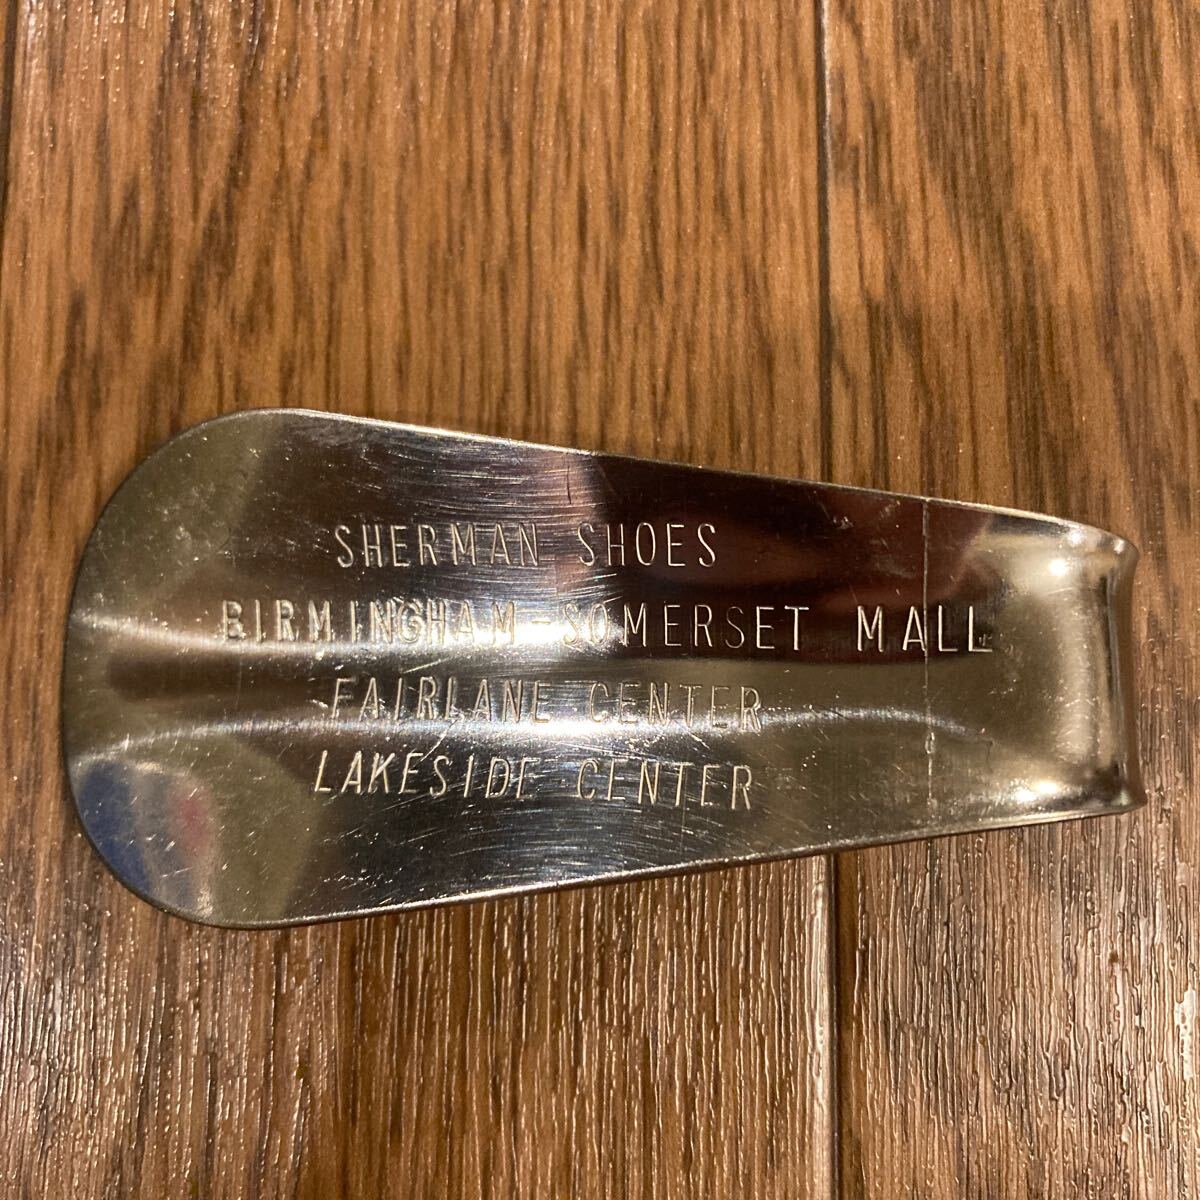 SHERMAN SHOES
BIRMINGHAM-SOMERSET MALL
FAIRLANE CENTER
LAKESIDE CENTER